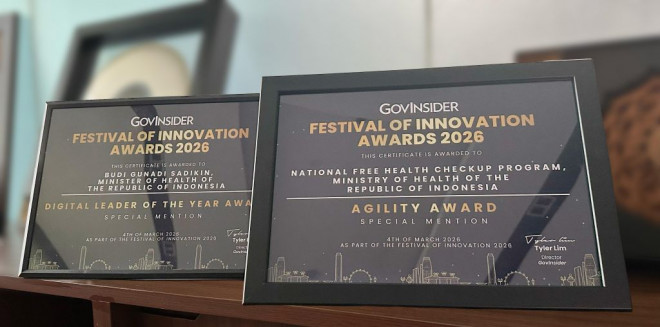 GOVINSIDER
FESTIVAL OF INNOVATION
AWARDS 2026
THIS CERTIFICATE IS AWARDED TO
BUDI GUNADI SADIKIN,
MINISTER OF HEALTH OF
THE REPUBLIC OF INDONESIA
DIGITAL LEADER OF THE YEAR
SPECIAL MENTION
4TH OF MARCH 2026
AS PART OF THE FESTIVAL OF INNOVATION 2026
Tyler
Director
GOVINSIDER
FESTIVAL OF INNOVATION
AWARDS 2026
THIS CERTIFICATE IS AWARDED TO
NATIONAL FREE HEALTH CHECKUP PROGRAM,
MINISTRY OF HEALTH OF THE
REPUBLIC OF INDONESIA
AGILITY AWARD
SPECIAL MENTION
4TH OF MARCH 2026
AS PART OF THE FESTIVAL OF INNOVATION 2026
Tyler Lim
Tyler Lim
Director
GovInsider